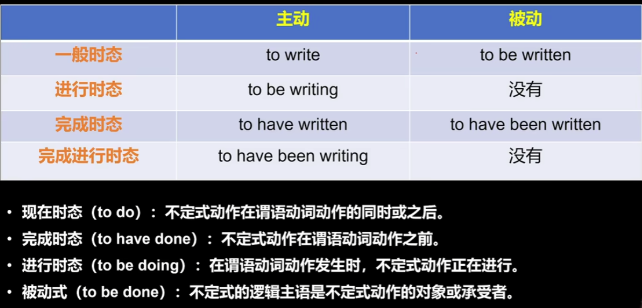 主动 被动
一般时态 to write to be written
进行时态 to be writing 没有
完成时态 to have written to have been written
完成进行时态 to have been writing 没有
• 现在时态（to do）：不定式动作在谓语动词动作的同时或之后。
• 完成时态（to have done）：不定式动作在谓语动词动作之前。
• 进行时态（to be doing）：在谓语动词动作发生时，不定式动作正在进行。
• 被动式（to be done）：不定式的逻辑主语是不定式动作的对象或承受者。